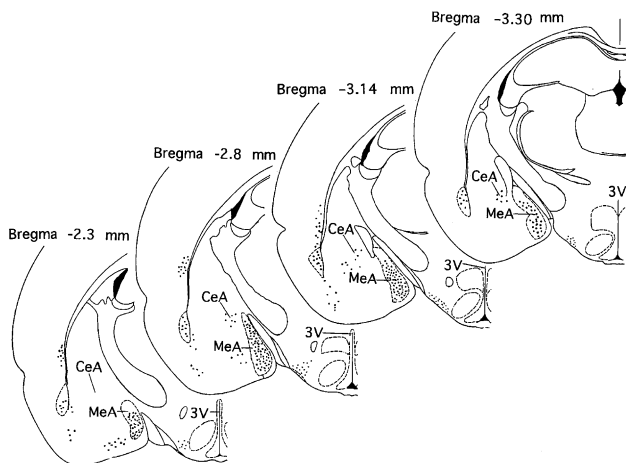 Bregma -3.30 mm
Bregma -3.14 mm
Bregma -2.8 mm
Bregma -2.3 mm
CeA
MeA
3V
CeA
MeA
3V
CeA
MeA
3V
CeA
MeA
3V